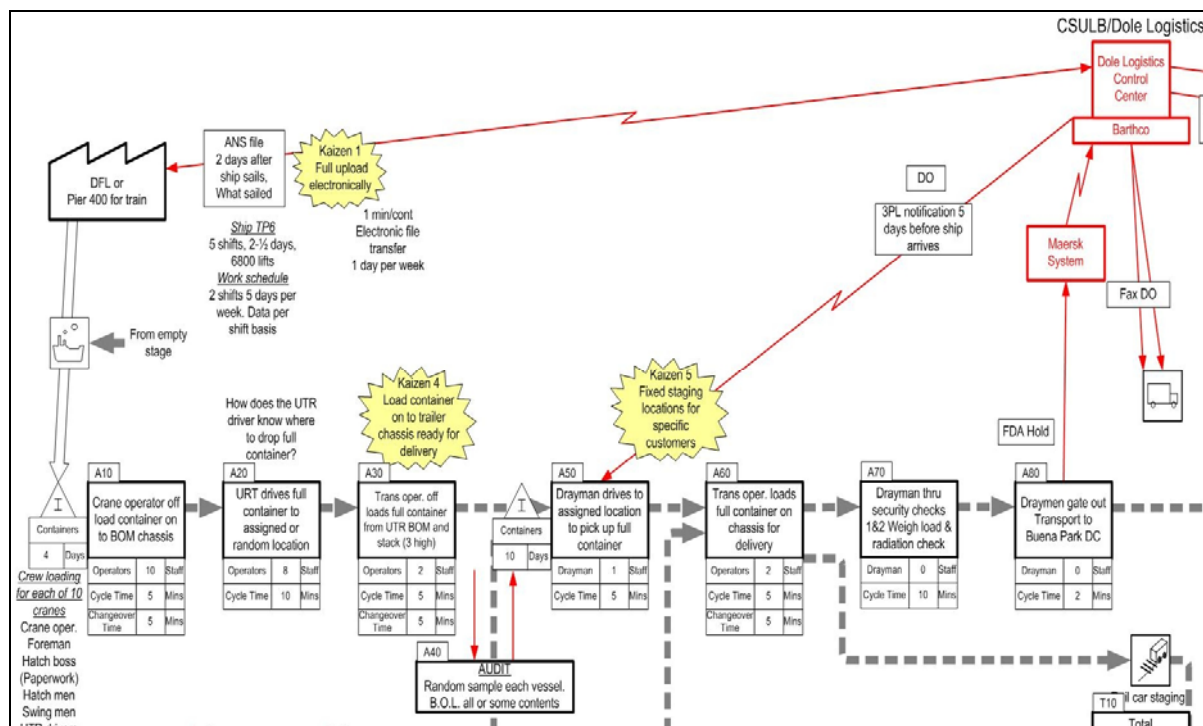 CSULB/Dole Logistics
Dole Logistics
Control
Center
Barthco
DFL or
Pier 400 for train
ANS file
2 days after
ship sails,
What sailed
Kaizen 1
Full upload
electronically
1 min/cont
Electronic file
transfer
1 day per week
Ship TP6
5 shifts, 2-½ days,
6800 lifts
Work schedule
2 shifts 5 days per
week. Data per
shift basis
DO
3PL notification 5
days before ship
arrives
Maersk
System
Fax DO
From empty
stage
Kaizen 4
Load container
on to trailer
chassis ready for
delivery
Kaizen 5
Fixed staging
locations for
specific
customers
How does the UTR
driver know where
to drop full
container?
FDA Hold
I
Containers
4 Days
Crew loading
for each of 10
cranes
Crane oper.
Foreman
Hatch boss
(Paperwork)
Hatch men
Swing men
A10
Crane operator off
load container on
to BOM chassis
Operators 10 Staff
Cycle Time 5 Mins
Changeover
Time 5 Mins
A20
URT drives full
container to
assigned or
random location
Operators 8 Staff
Cycle Time 10 Mins
A30
Trans oper. off
loads full container
from UTR BOM and
stack (3 high)
Operators 2 Staff
Cycle Time 5 Mins
Changeover
Time 5 Mins
A40
AUDIT
Random sample each vessel.
B.O.L. all or some contents
I
Containers
10 Days
A50
Drayman drives to
assigned location
to pick up full
container
Drayman 1 Staff
Cycle Time 5 Mins
A60
Trans oper. loads
full container on
chassis for
delivery
Operators 2 Staff
Cycle Time 5 Mins
Changeover
Time 5 Mins
A70
Drayman thru
security checks
1&2 Weigh load &
radiation check
Drayman 0 Staff
Cycle Time 10 Mins
A80
Draymen gate out
Transport to
Buena Park DC
Drayman 0 Staff
Cycle Time 2 Mins
car staging
T10
Total